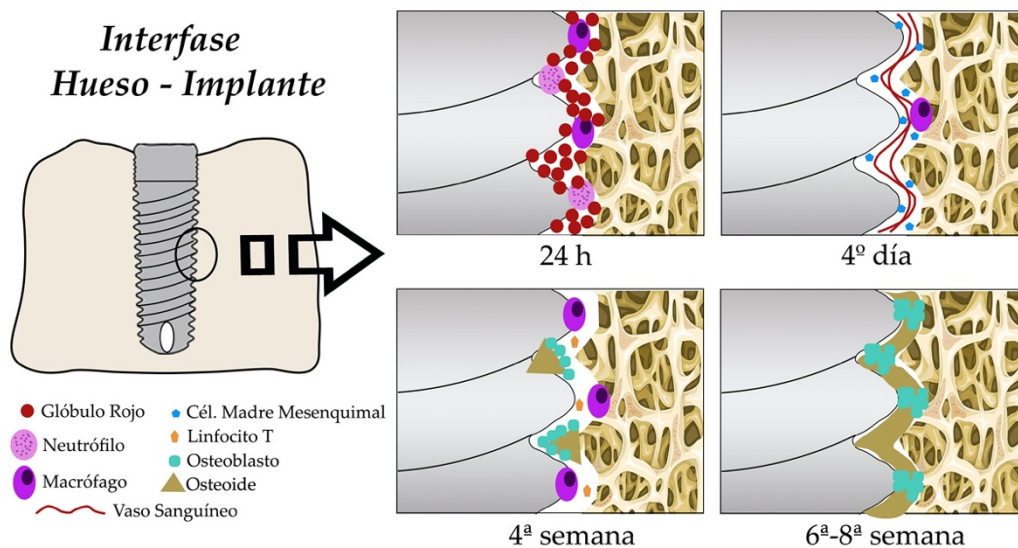 Interfase
Hueso - Implante
24 h
4º día
4ª semana
6ª-8ª semana
Glóbulo Rojo
Neutrófilo
Macrófago
Vaso Sanguíneo
Cél. Madre Mesenquimal
Linfocito T
Osteoblasto
Osteoide